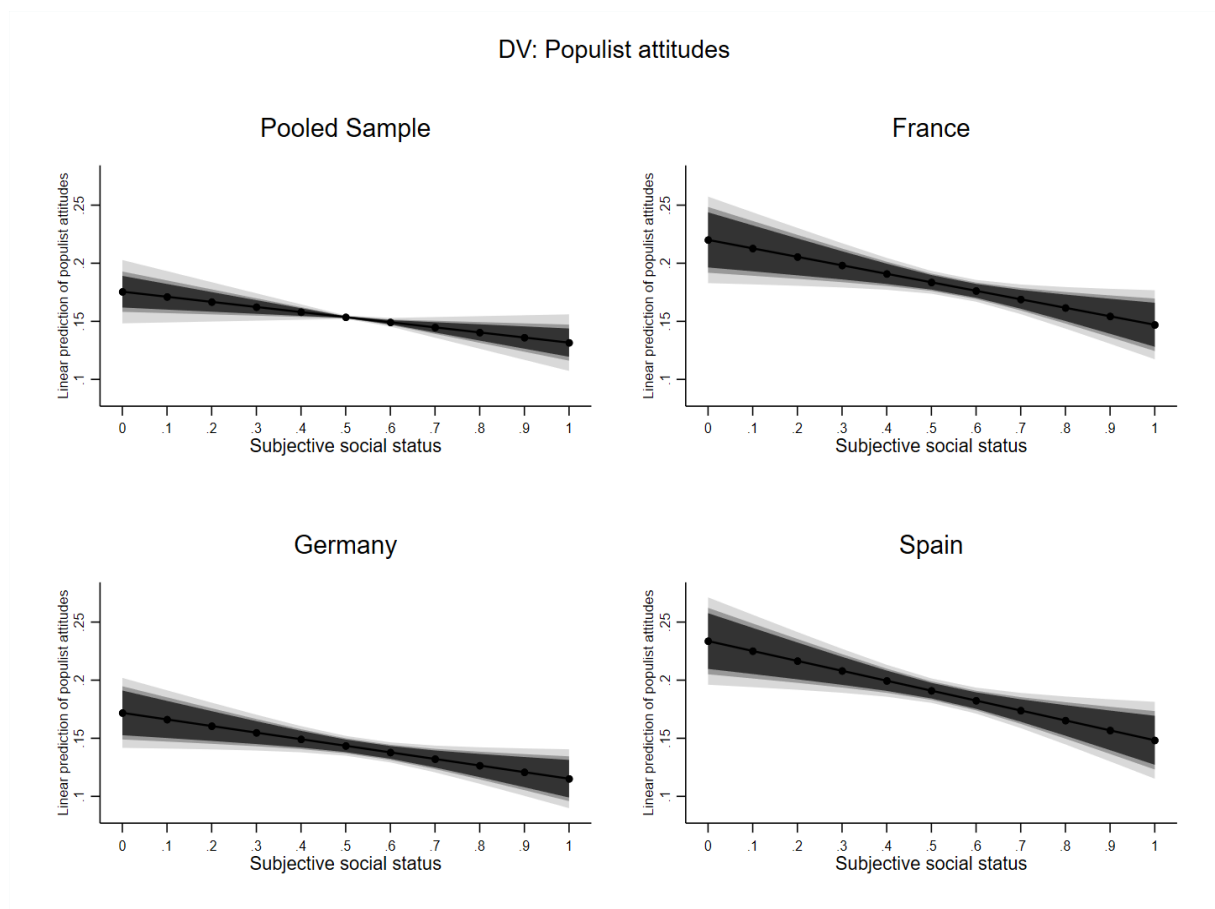 DV: Populist attitudes
Pooled Sample
Linear prediction of populist attitudes
.25
.2
.15
.1
0 .1 .2 .3 .4 .5 .6 .7 .8 .9 1
Subjective social status
France
Linear prediction of populist attitudes
.25
.2
.15
.1
0 .1 .2 .3 .4 .5 .6 .7 .8 .9 1
Subjective social status
Germany
Linear prediction of populist attitudes
.25
.2
.15
.1
0 .1 .2 .3 .4 .5 .6 .7 .8 .9 1
Subjective social status
Spain
Linear prediction of populist attitudes
.25
.2
.15
.1
0 .1 .2 .3 .4 .5 .6 .7 .8 .9 1
Subjective social status